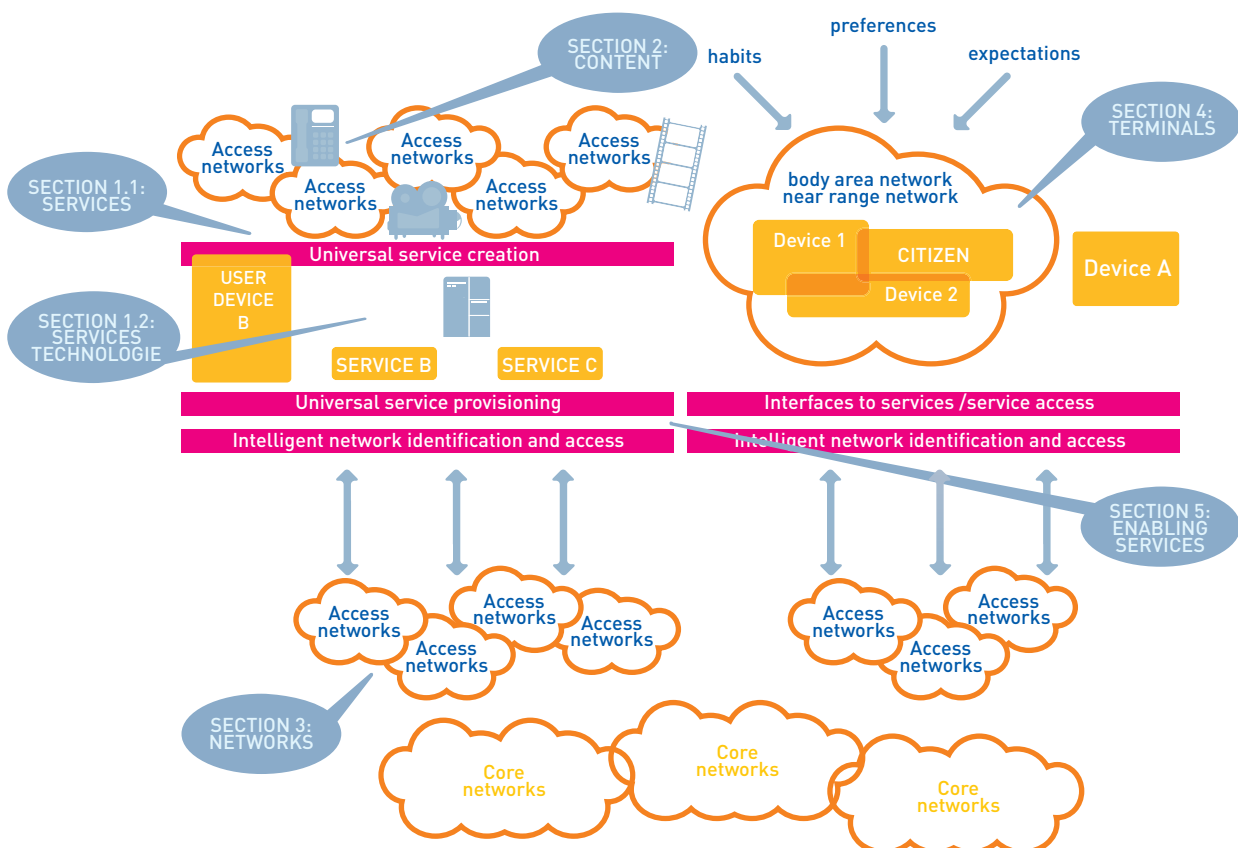 SECTION 2:
CONTENT
habits
preferences
expectations
SECTION 4:
TERMINALS
Access
networks
Access
networks
Access
networks
Access
networks
Access
networks
SECTION 1.1:
SERVICES
body area network
near range network
Device 1
CITIZEN
Device 2
Device A
Universal service creation
USER
DEVICE
B
SECTION 1.2:
SERVICES
TECHNOLOGIE
SERVICE B
SERVICE C
Universal service provisioning
Interfaces to services /service access
Intelligent network identification and access
Intelligent network identification and access
SECTION 5:
ENABLING
SERVICES
Access
networks
Access
networks
Access
networks
Access
networks
Access
networks
Access
networks
Access
networks
SECTION 3:
NETWORKS
Core
networks
Core
networks
Core
networks